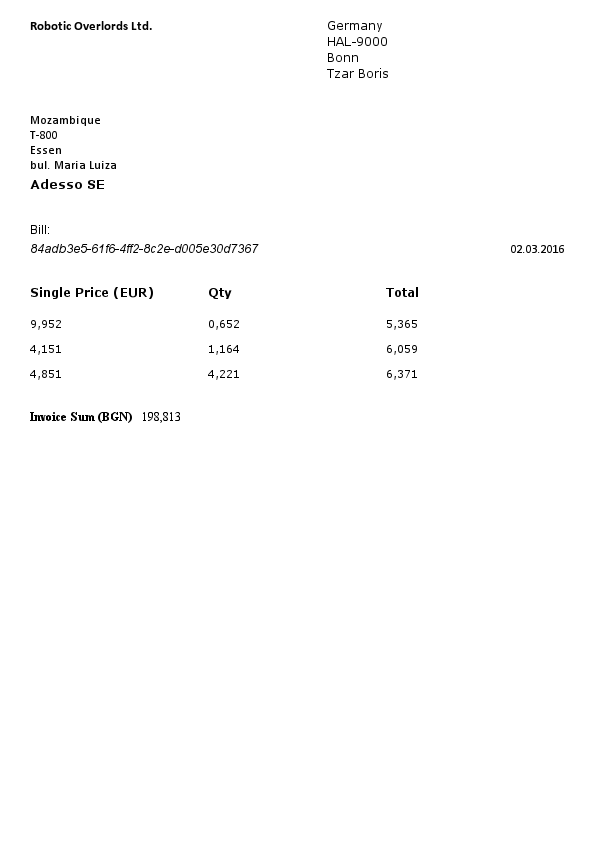 Robotic Overlords Ltd.
Germany
HAL-9000
Bonn
Tzar Boris
Mozambique
T-800
Essen
bul. Maria Luiza
Adesso SE
Bill:
84adb3e5-61f6-4ff2-8c2e-d005e30d7367 02.03.2016
Single Price (EUR) Qty Total
9,952 0,652 5,365
4,151 1,164 6,059
4,851 4,221 6,371
Invoice Sum (BGN) 198,813